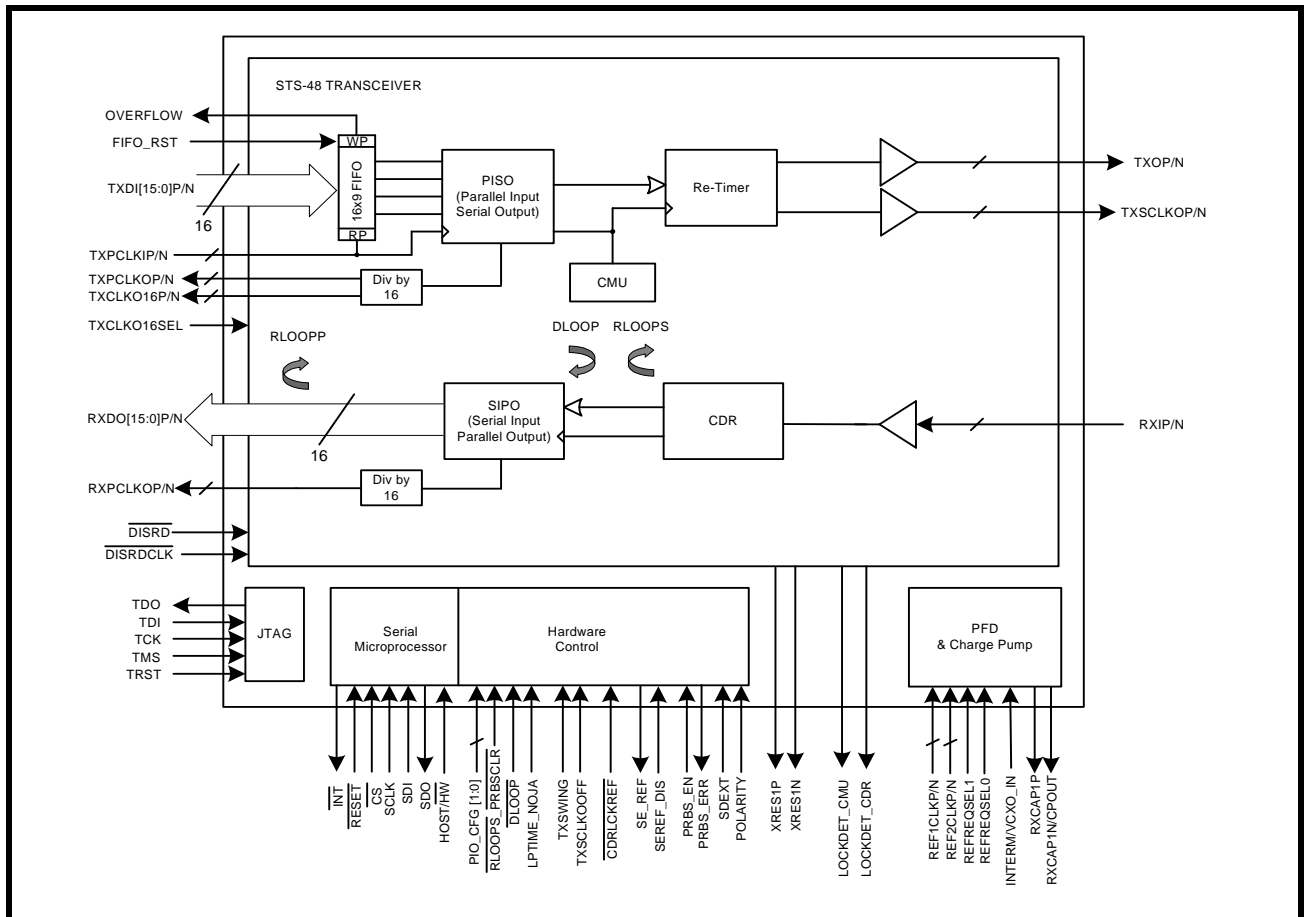 STS-48 TRANSCEIVER
OVERFLOW
FIFO_RST
TXDI[15:0]P/N
16
TXPCLKIP/N
TXPCLKOP/N
TXCLKO16P/N
TXCLKO16SEL
WP
16x9 FIFO
RP
PISO
(Parallel Input
Serial Output)
Re-Timer
TXOP/N
TXSCLKOP/N
Div by
16
CMU
RLOOPP
DLOOP
RLOOPS
RXDO[15:0]P/N
16
SIPO
(Serial Input
Parallel Output)
CDR
RXIP/N
RXPCLKOP/N
Div by
16
DISRD
DISRDCLK
TDO
TDI
TCK
TMS
TRST
JTAG
Serial
Microprocessor
Hardware
Control
PFD
& Charge Pump
INT
RESET
CS
SCLK
SDI
SDO
HOST/HW
PIO_CFG [1:0]
RLOOPS_PRBSCLR
DLOOP
LPTIME_NOJA
TXSWING
TXSCLKOOFF
CDRLCKREF
SE_REF
SEREF_DIS
PRBS_EN
PRBS_ERR
SDEXT
POLARITY
XRES1P
XRES1N
LOCKDET_CMU
LOCKDET_CDR
REF1CLKP/N
REF2CLKP/N
REFREQSEL1
REFREQSEL0
INTERM/VCXO_IN
RXCAP1P
RXCAP1N/CPOUT